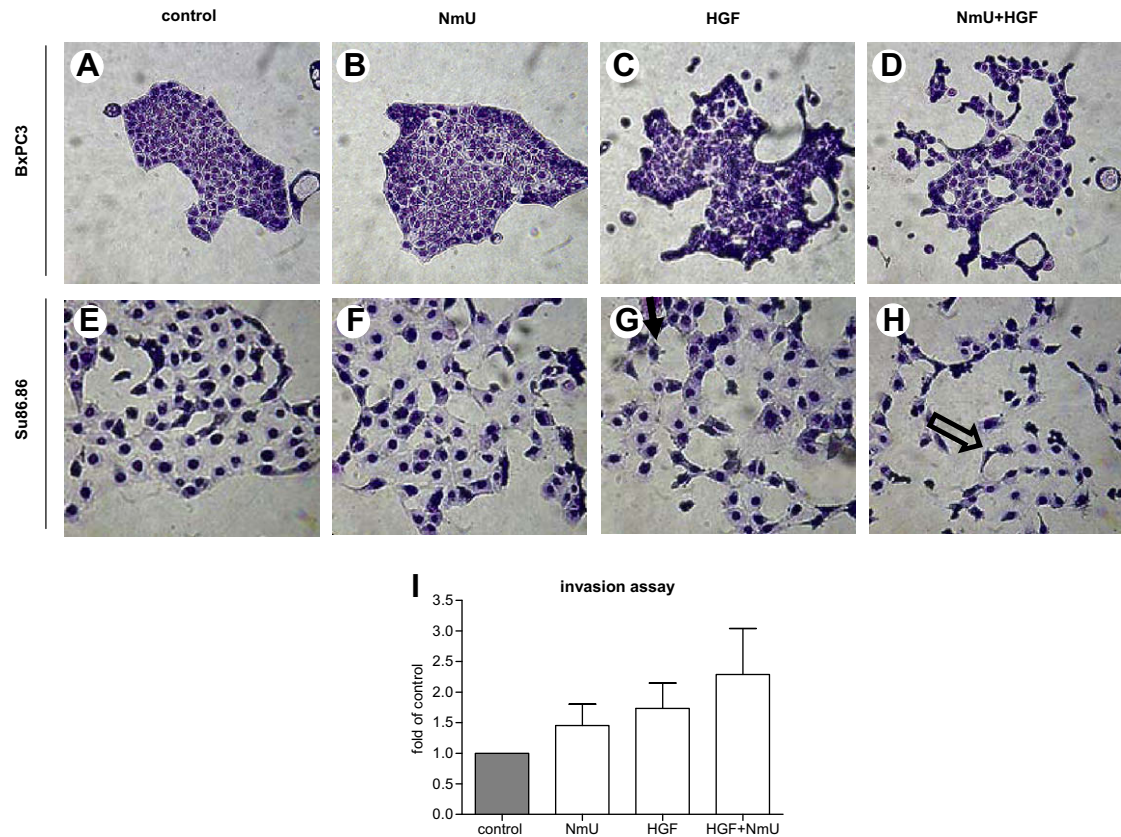 control NmU HGF NmU+HGF
BxPC3
A B C D
Su86.86
E F G H
I
invasion assay
fold of control
3.5
3.0
2.5
2.0
1.5
1.0
0.5
0.0
control NmU HGF HGF+NmU